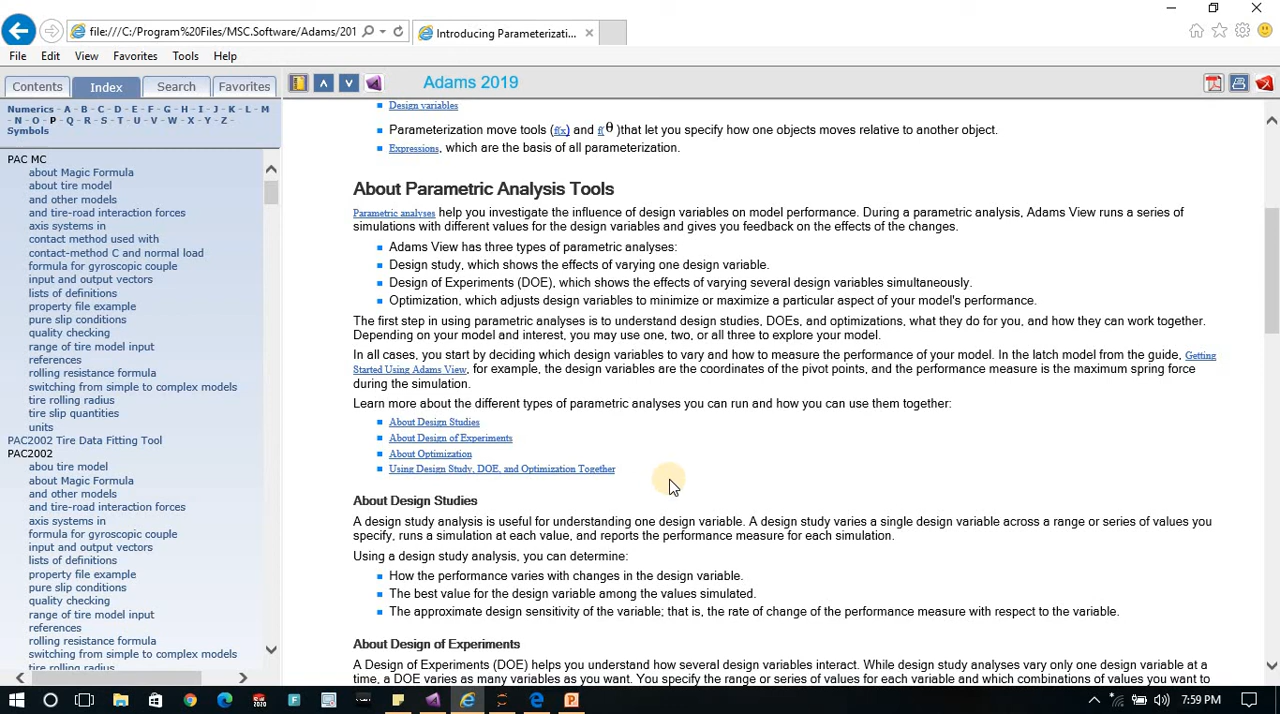 file:///C:/Program%20Files/MSC.Software/Adams/201
Introducing Parameterizati...
File Edit View Favorites Tools Help
Contents Index Search Favorites
Adams 2019
Numerics - A - B - C - D - E - F - G - H - I - J - K - L - M
- N - O - P - Q - R - S - T - U - V - W - X - Y - Z -
Symbols
PAC MC
about Magic Formula
about tire model
and other models
and tire-road interaction forces
axis systems in
contact method used with
contact-method C and normal load
formula for gyroscopic couple
input and output vectors
lists of definitions
property file example
pure slip conditions
quality checking
range of tire model input
references
rolling resistance formula
switching from simple to complex models
tire rolling radius
tire slip quantities
units
PAC2002 Tire Data Fitting Tool
PAC2002
abou tire model
about Magic Formula
and other models
and tire-road interaction forces
axis systems in
formula for gyroscopic couple
input and output vectors
lists of definitions
property file example
pure slip conditions
quality checking
range of tire model input
references
rolling resistance formula
switching from simple to complex models
tire rolling radius
Design variables
Parameterization move tools (f(x) and f(θ )that let you specify how one objects moves relative to another object.
Expressions, which are the basis of all parameterization.
About Parametric Analysis Tools
Parametric analyses help you investigate the influence of design variables on model performance. During a parametric analysis, Adams View runs a series of
simulations with different values for the design variables and gives you feedback on the effects of the changes.
Adams View has three types of parametric analyses:
Design study, which shows the effects of varying one design variable.
Design of Experiments (DOE), which shows the effects of varying several design variables simultaneously.
Optimization, which adjusts design variables to minimize or maximize a particular aspect of your model's performance.
The first step in using parametric analyses is to understand design studies, DOEs, and optimizations, what they do for you, and how they can work together.
Depending on your model and interest, you may use one, two, or all three to explore your model.
In all cases, you start by deciding which design variables to vary and how to measure the performance of your model. In the latch model from the guide, Getting
Started Using Adams View, for example, the design variables are the coordinates of the pivot points, and the performance measure is the maximum spring force
during the simulation.
Learn more about the different types of parametric analyses you can run and how you can use them together:
About Design Studies
About Design of Experiments
About Optimization
Using Design Study, DOE, and Optimization Together
About Design Studies
A design study analysis is useful for understanding one design variable. A design study varies a single design variable across a range or series of values you
specify, runs a simulation at each value, and reports the performance measure for each simulation.
Using a design study analysis, you can determine:
How the performance varies with changes in the design variable.
The best value for the design variable among the values simulated.
The approximate design sensitivity of the variable; that is, the rate of change of the performance measure with respect to the variable.
About Design of Experiments
A Design of Experiments (DOE) helps you understand how several design variables interact. While design study analyses vary only one design variable at a
time, a DOE varies as many variables as you want. You specify the range or series of values for each variable and which combinations of values you want to
7:59 PM